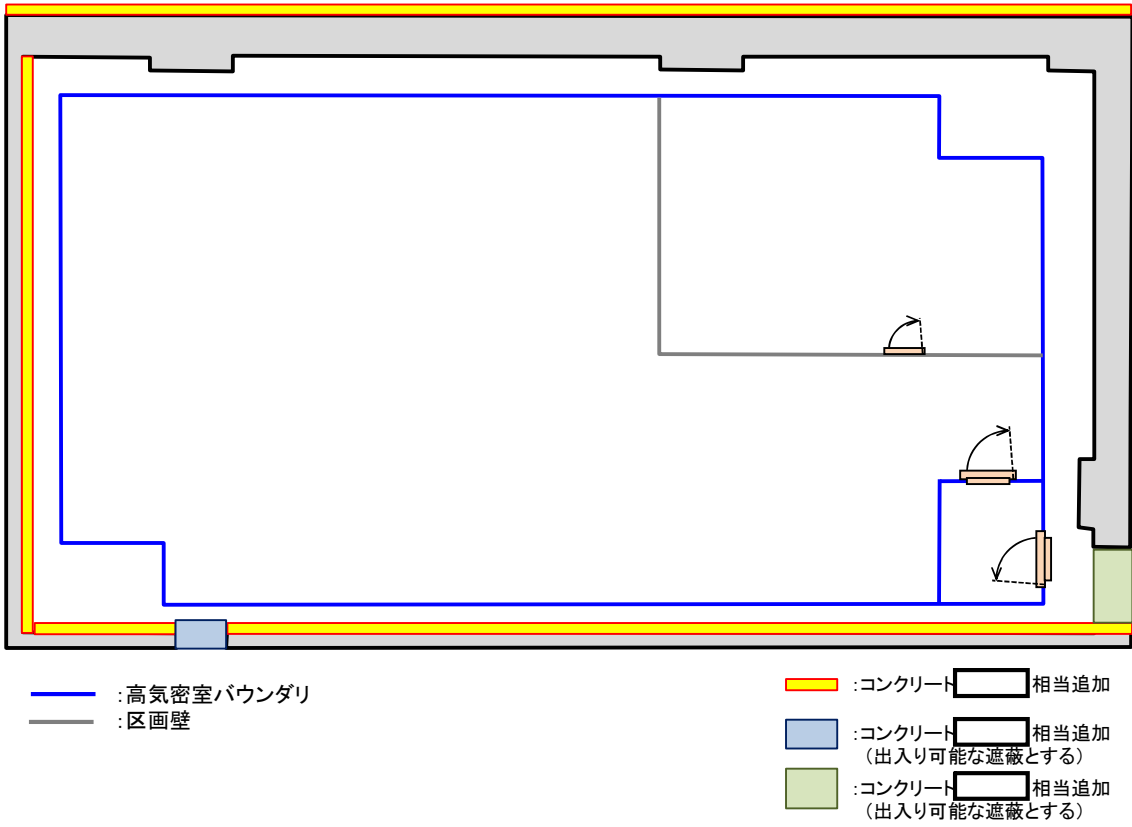 :高気密室バウンダリ
:区画壁
:コンクリート 相当追加
:コンクリート 相当追加
(出入り可能な遮蔽とする)
:コンクリート 相当追加
(出入り可能な遮蔽とする)